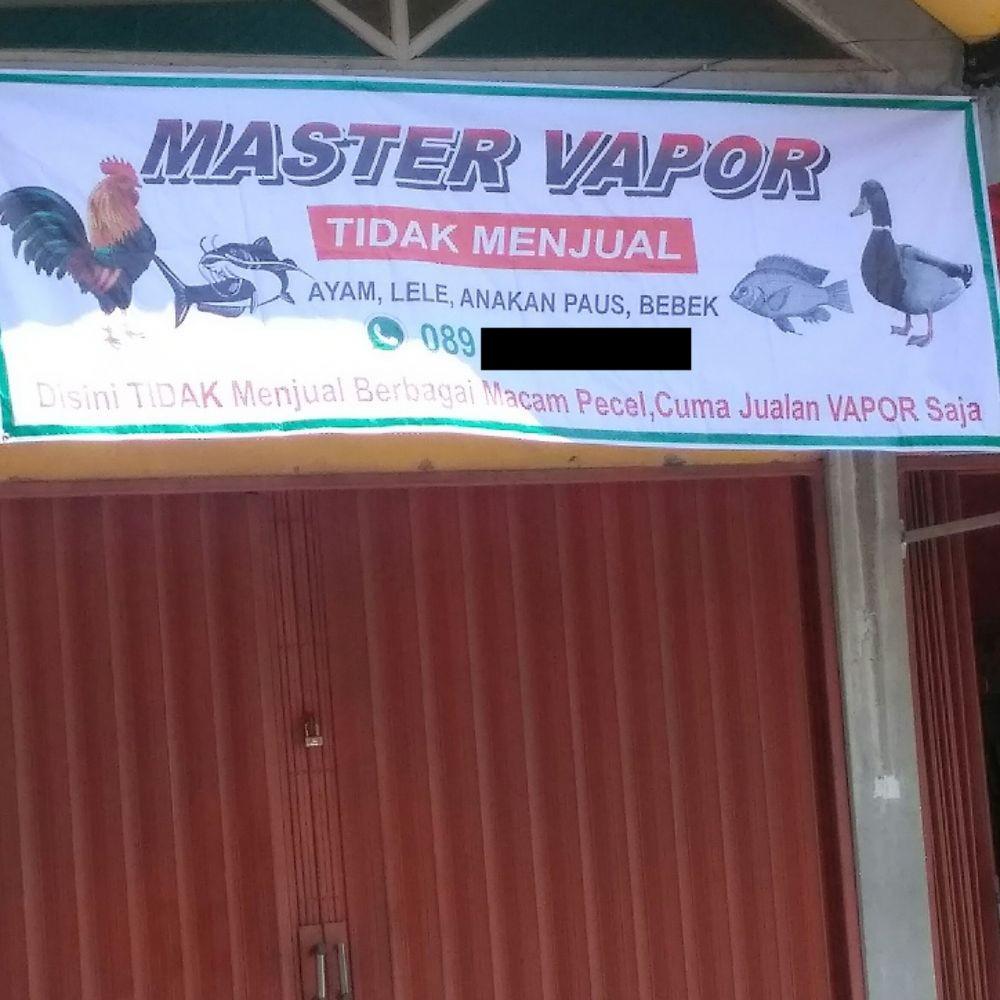 MASTER VAPOR
TIDAK MENJUAL
AYAM, LELE, ANAKAN PAUS, BEBEK
089
Disini TIDAK Menjual Berbagai Macam Pecel,Cuma Jualan VAPOR Saja